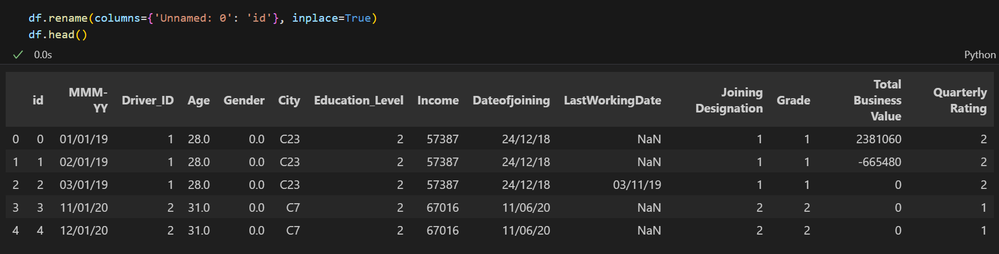 df.rename(columns={'Unnamed: 0': 'id'}, inplace=True)
df.head()
0.0s
Python
id MMM-YY Driver_ID Age Gender City Education_Level Income Dateofjoining LastWorkingDate Joining Designation Grade Total Business Value Quarterly Rating
0 0 01/01/19 1 28.0 0.0 C23 2 57387 24/12/18 NaN 1 1 2381060 2
1 1 02/01/19 1 28.0 0.0 C23 2 57387 24/12/18 NaN 1 1 -665480 2
2 2 03/01/19 1 28.0 0.0 C23 2 57387 24/12/18 03/11/19 1 1 0 2
3 3 11/01/20 2 31.0 0.0 C7 2 67016 11/06/20 NaN 2 2 0 1
4 4 12/01/20 2 31.0 0.0 C7 2 67016 11/06/20 NaN 2 2 0 1